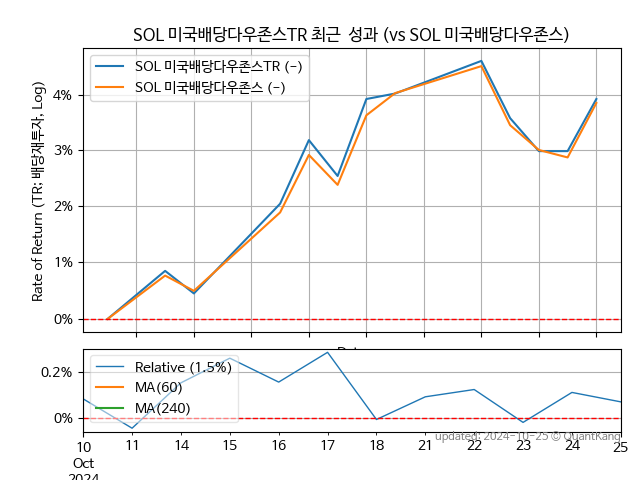 SOL 미국배당다우존스TR 최근 성과 (vs SOL 미국배당다우존스)
Rate of Return (TR: 배당재투자, Log)
SOL 미국배당다우존스TR (-)
SOL 미국배당다우존스 (-)
4%
3%
2%
1%
0%
Relative (1.5%)
MA(60)
MA(240)
0.2%
0%
updated: 2024-10-25 © QuantKang
10 11 14 15 16 17 18 21 22 23 24 25
Oct
2024